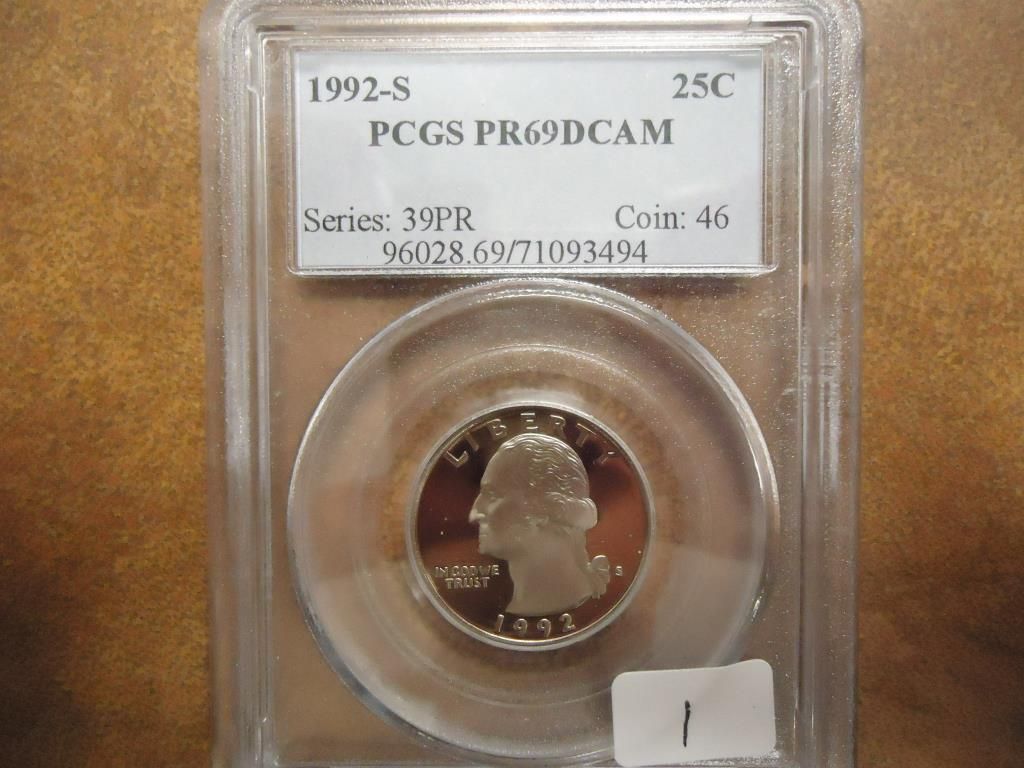 1992-S 25C
PCGS PR69DCAM
Series: 39PR Coin: 46
96028.69/71093494
LIBERTY
IN GOD WE
TRUST
S
1992
1